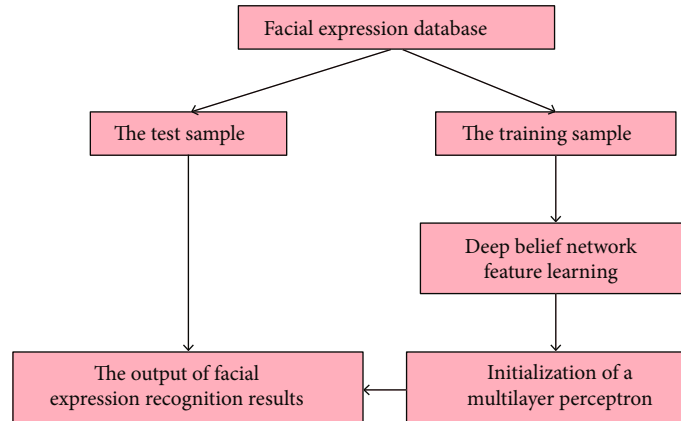 Facial expression database
The test sample
The training sample
Deep belief network
feature learning
The output of facial
expression recognition results
Initialization of a
multilayer perceptron